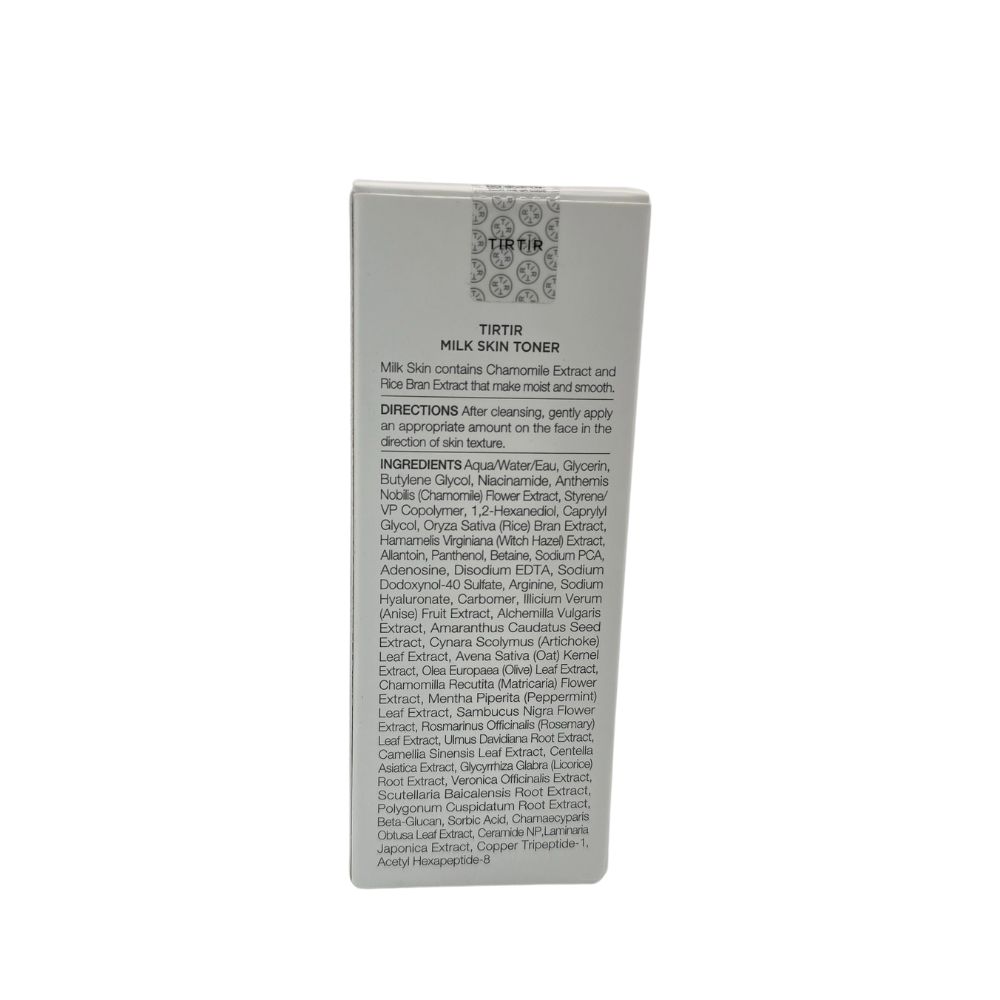 TIRTIR
TIRTIR
MILK SKIN TONER
Milk Skin contains Chamomile Extract and
Rice Bran Extract that make moist and smooth.
DIRECTIONS After cleansing, gently apply
an appropriate amount on the face in the
direction of skin texture.
INGREDIENTS Aqua/Water/Eau, Glycerin,
Butylene Glycol, Niacinamide, Anthemis
Nobilis (Chamomile) Flower Extract, Styrene/
VP Copolymer, 1,2-Hexanediol, Caprylyl
Glycol, Oryza Sativa (Rice) Bran Extract,
Hamamelis Virginiana (Witch Hazel) Extract,
Allantoin, Panthenol, Betaine, Sodium PCA,
Adenosine, Disodium EDTA, Sodium
Dodoxynol-40 Sulfate, Arginine, Sodium
Hyaluronate, Carbomer, Illicium Verum
(Anise) Fruit Extract, Alchemilla Vulgaris
Extract, Amaranthus Caudatus Seed
Extract, Cynara Scolymus (Artichoke)
Leaf Extract, Avena Sativa (Oat) Kernel
Extract, Olea Europaea (Olive) Leaf Extract,
Chamomilla Recutita (Matricaria) Flower
Extract, Mentha Piperita (Peppermint)
Leaf Extract, Sambucus Nigra Flower
Extract, Rosmarinus Officinalis (Rosemary)
Leaf Extract, Ulmus Davidiana Root Extract,
Camellia Sinensis Leaf Extract, Centella
Asiatica Extract, Glycyrrhiza Glabra (Licorice)
Root Extract, Veronica Officinalis Extract,
Scutellaria Baicalensis Root Extract,
Polygonum Cuspidatum Root Extract,
Beta-Glucan, Sorbic Acid, Chamaecyparis
Obtusa Leaf Extract, Ceramide NP,Laminaria
Japonica Extract, Copper Tripeptide-1,
Acetyl Hexapeptide-8